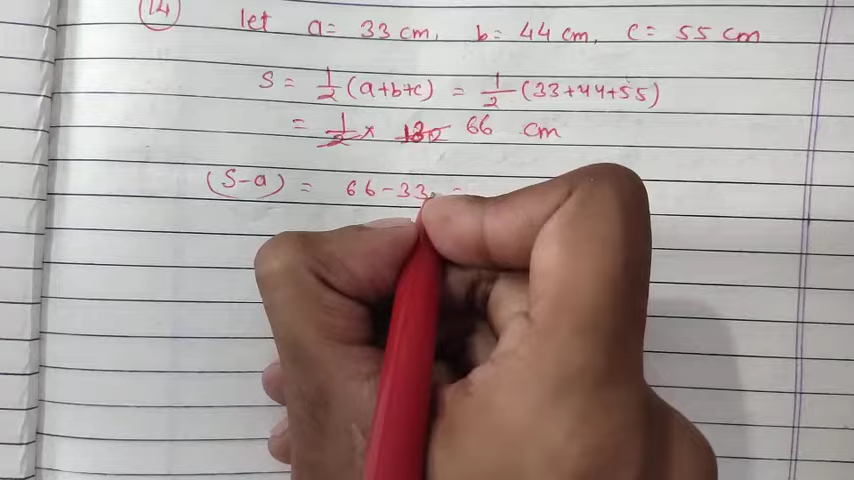 (14) let a = 33 cm, b = 44 cm, c = 55 cm
S = 1/2 (a+b+c) = 1/2 (33+44+55)
= 1/2 × 66 cm
(S-a) = 66-33 =